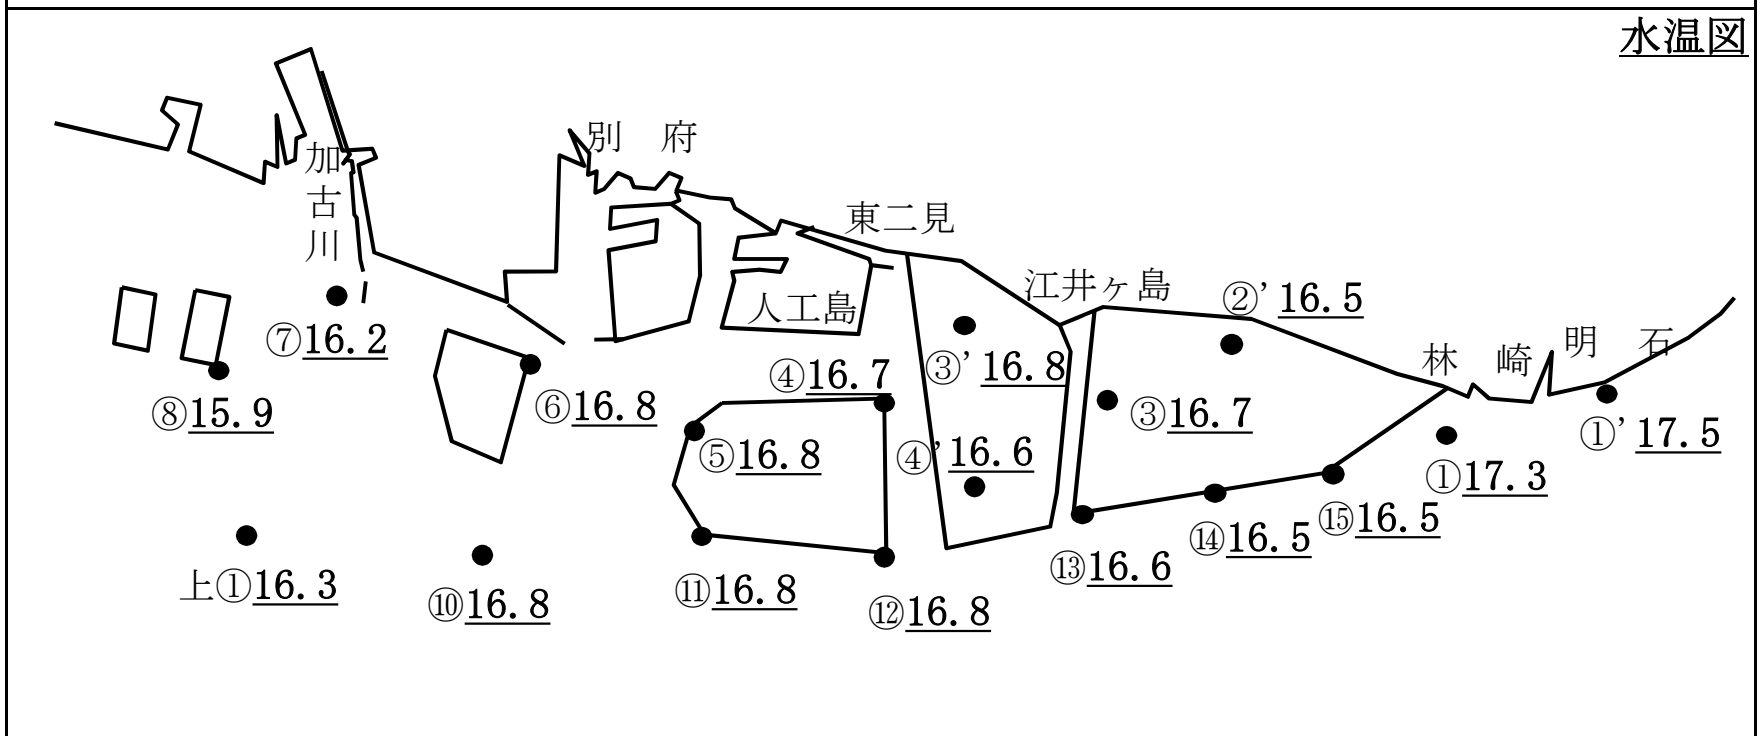 水温図
別　府
加
古
川
東二見
江井ヶ島
②’16.5
人工島
⑦16.2
林　崎
明　石
④16.7
③’16.8
⑧15.9
⑥16.8
③16.7
①’17.5
⑤16.8
④’16.6
①17.3
⑮16.5
⑭16.5
⑬16.6
上①16.3
⑩16.8
⑪16.8
⑫16.8